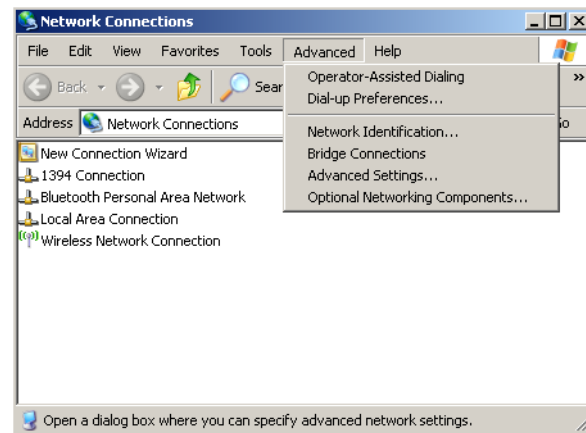 Network Connections
File Edit View Favorites Tools Advanced Help
Back Sear »
Address Network Connections
Operator-Assisted Dialing
Dial-up Preferences...
Network Identification...
Bridge Connections
Advanced Settings...
Optional Networking Components...
New Connection Wizard
1394 Connection
Bluetooth Personal Area Network
Local Area Connection
Wireless Network Connection
Open a dialog box where you can specify advanced network settings.